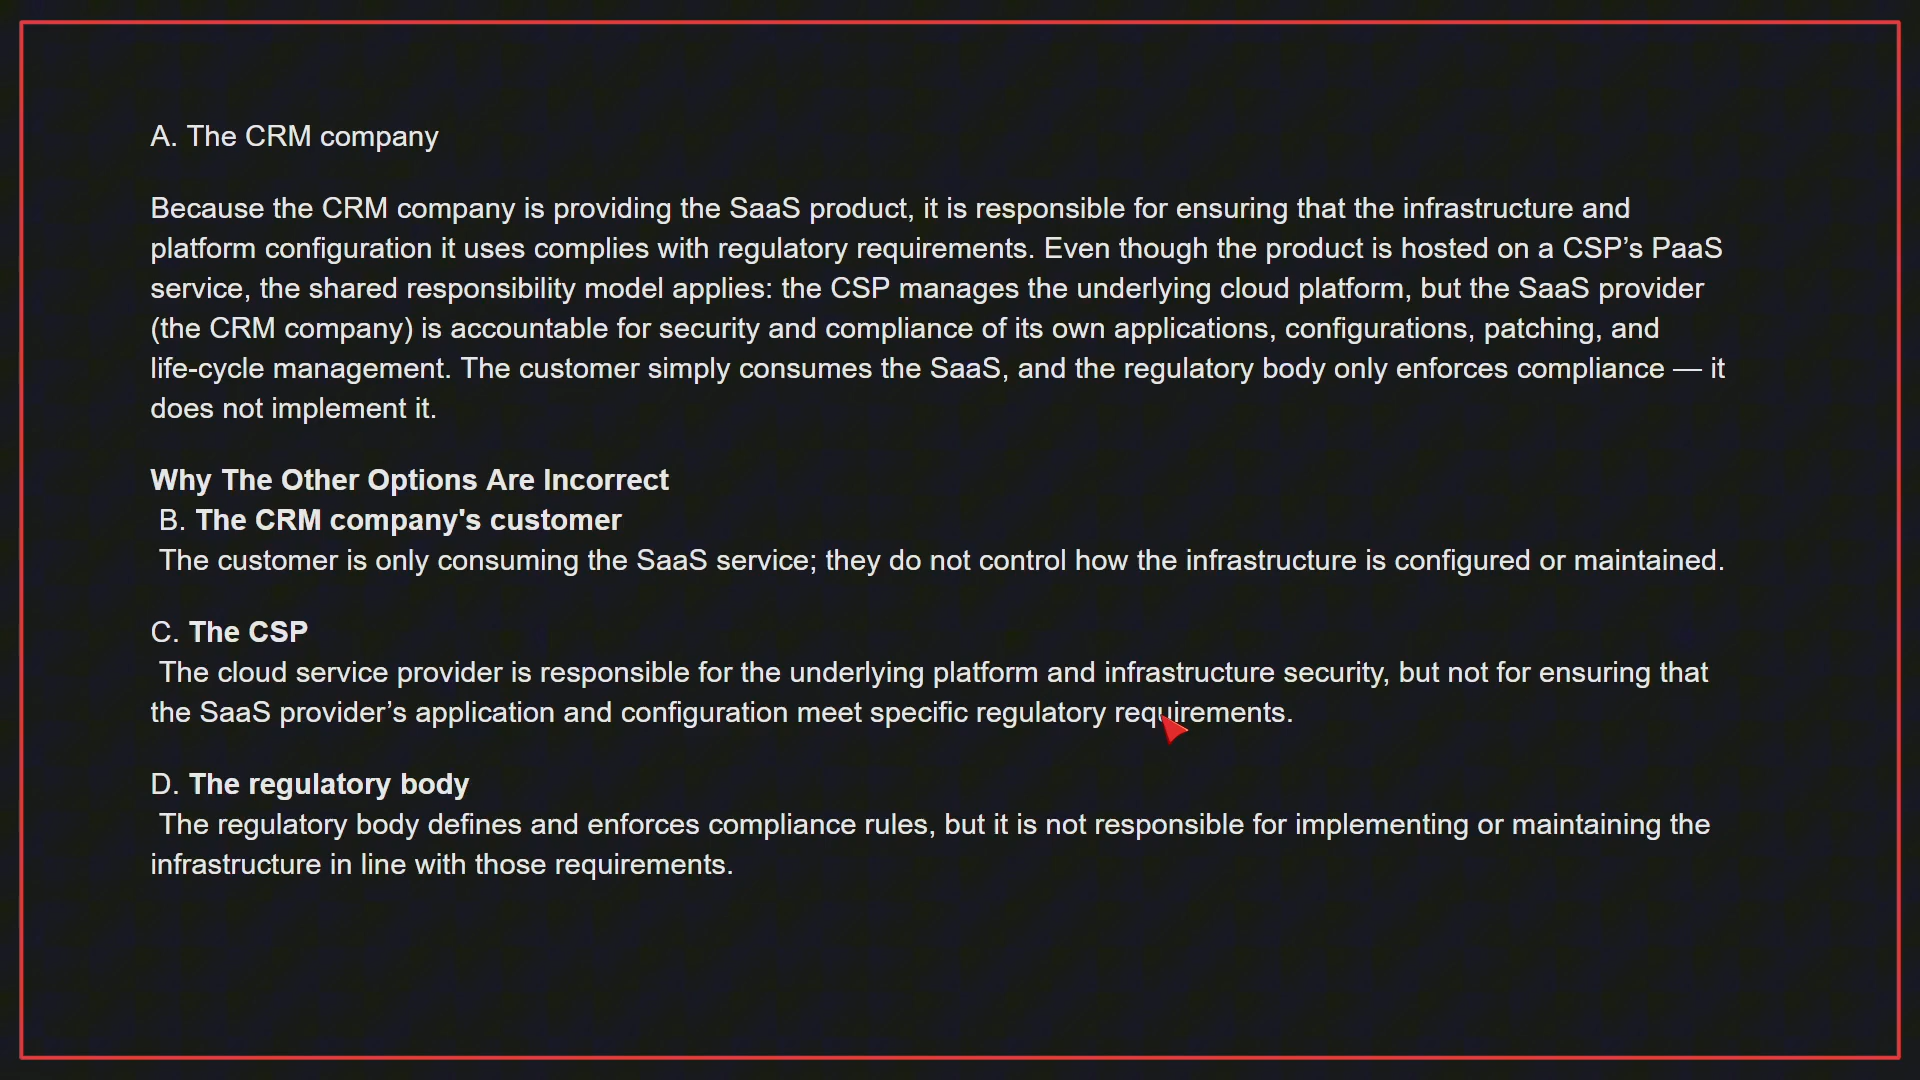 A. The CRM company
Because the CRM company is providing the SaaS product, it is responsible for ensuring that the infrastructure and
platform configuration it uses complies with regulatory requirements. Even though the product is hosted on a CSP’s PaaS
service, the shared responsibility model applies: the CSP manages the underlying cloud platform, but the SaaS provider
(the CRM company) is accountable for security and compliance of its own applications, configurations, patching, and
life-cycle management. The customer simply consumes the SaaS, and the regulatory body only enforces compliance — it
does not implement it.
Why The Other Options Are Incorrect
B. The CRM company's customer
The customer is only consuming the SaaS service; they do not control how the infrastructure is configured or maintained.
C. The CSP
The cloud service provider is responsible for the underlying platform and infrastructure security, but not for ensuring that
the SaaS provider’s application and configuration meet specific regulatory requirements.
D. The regulatory body
The regulatory body defines and enforces compliance rules, but it is not responsible for implementing or maintaining the
infrastructure in line with those requirements.